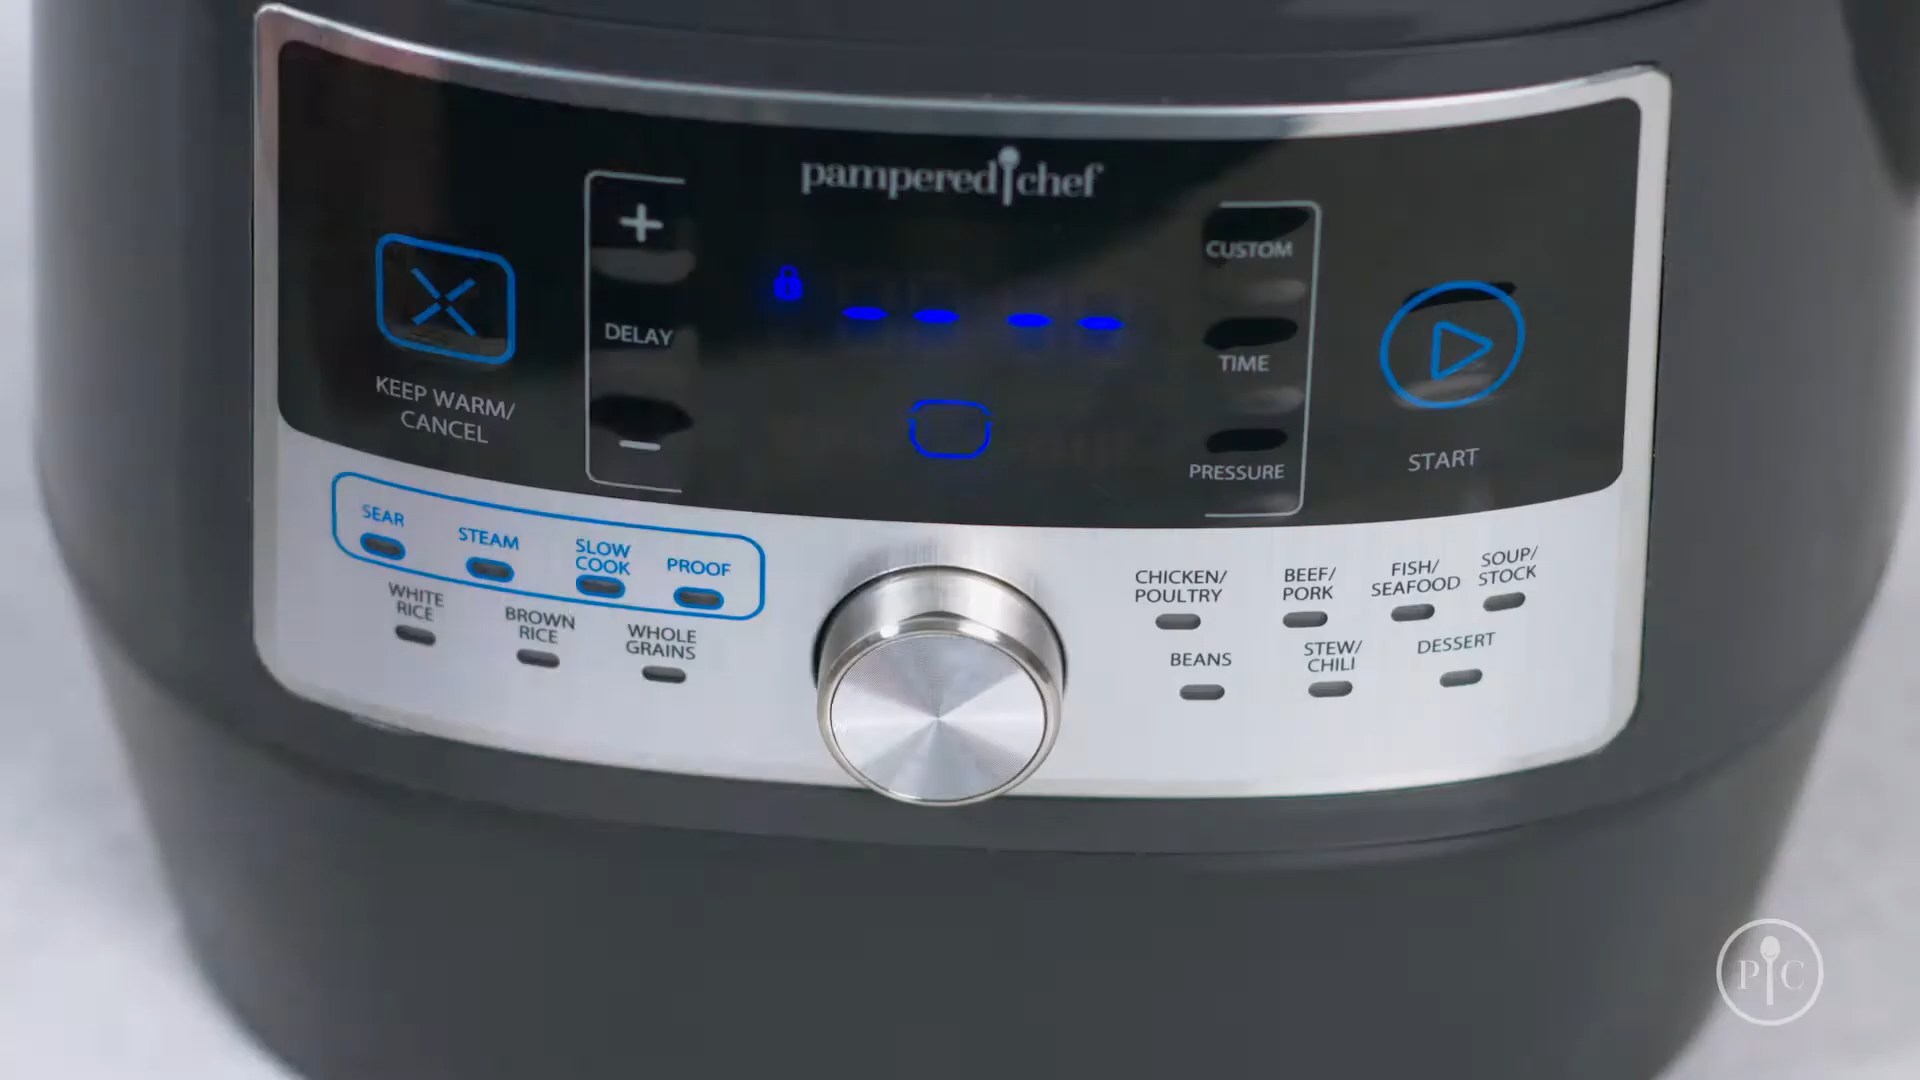 pampered chef
+
DELAY
−
CUSTOM
TIME
PRESSURE
KEEP WARM/
CANCEL
START
-- --
SEAR
STEAM
SLOW
COOK
PROOF
WHITE
RICE
BROWN
RICE
WHOLE
GRAINS
CHICKEN/
POULTRY
BEEF/
PORK
FISH/
SEAFOOD
SOUP/
STOCK
BEANS
STEW/
CHILI
DESSERT
PC